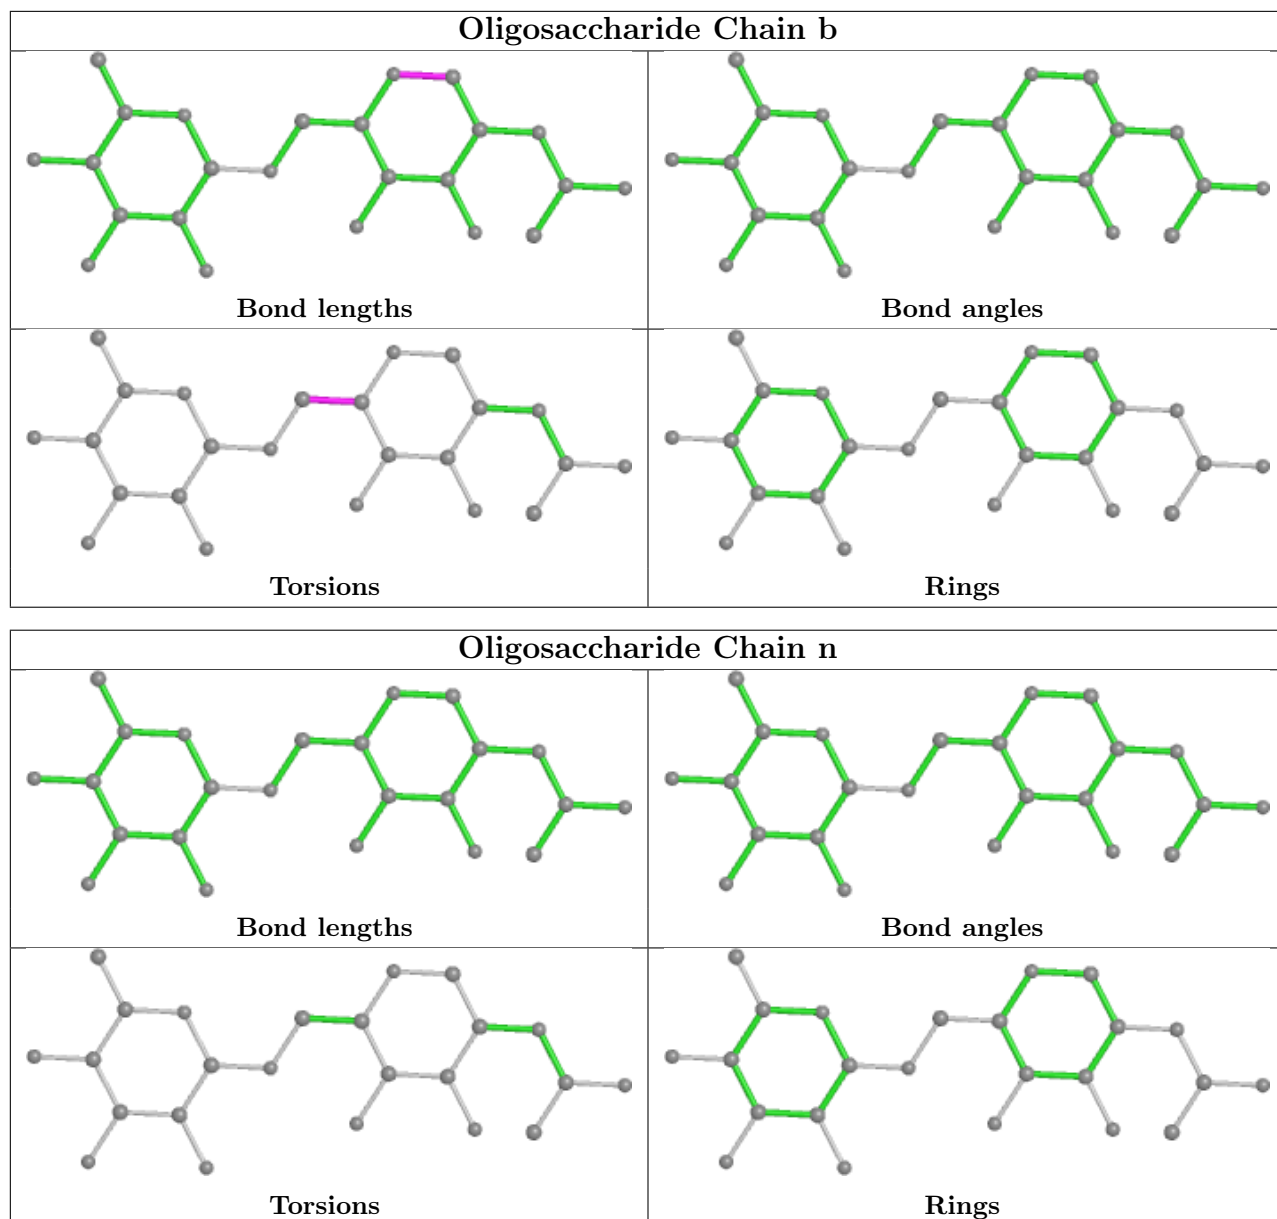 Oligosaccharide Chain b
Bond lengths
Bond angles
Torsions
Rings
Oligosaccharide Chain n
Bond lengths
Bond angles
Torsions
Rings